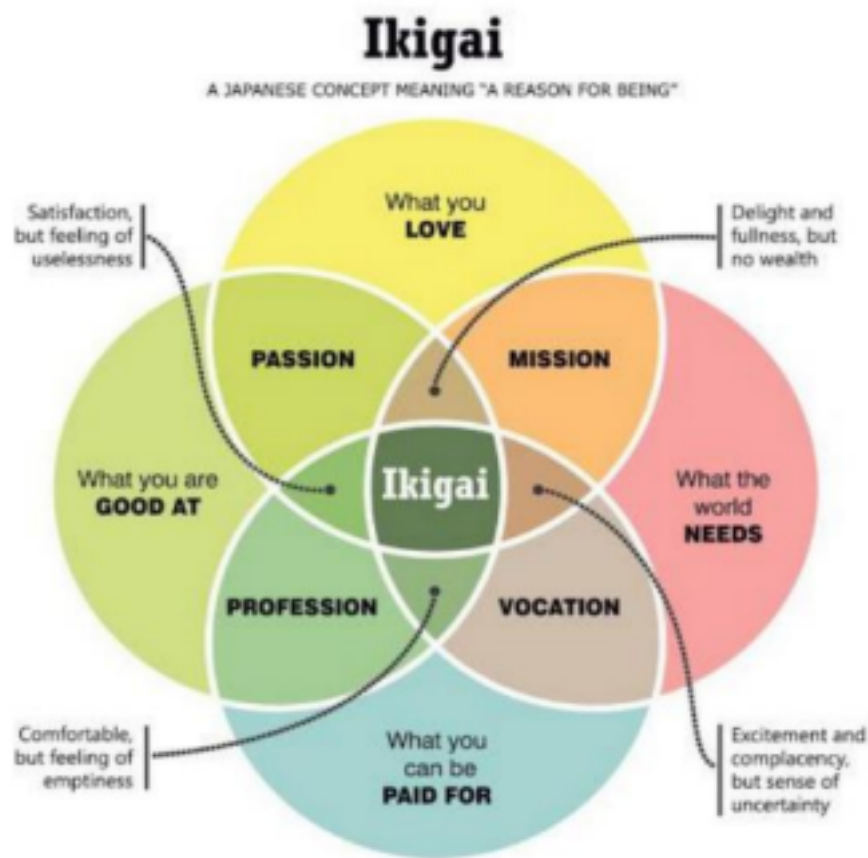 Ikigai
A JAPANESE CONCEPT MEANING "A REASON FOR BEING"
Satisfaction,
but feeling of
uselessness
What you
LOVE
Delight and
fullness, but
no wealth
PASSION
MISSION
What you are
GOOD AT
Ikigai
What the
world
NEEDS
PROFESSION
VOCATION
Comfortable,
but feeling of
emptiness
What you
can be
PAID FOR
Excitement and
complacency,
but sense of
uncertainty